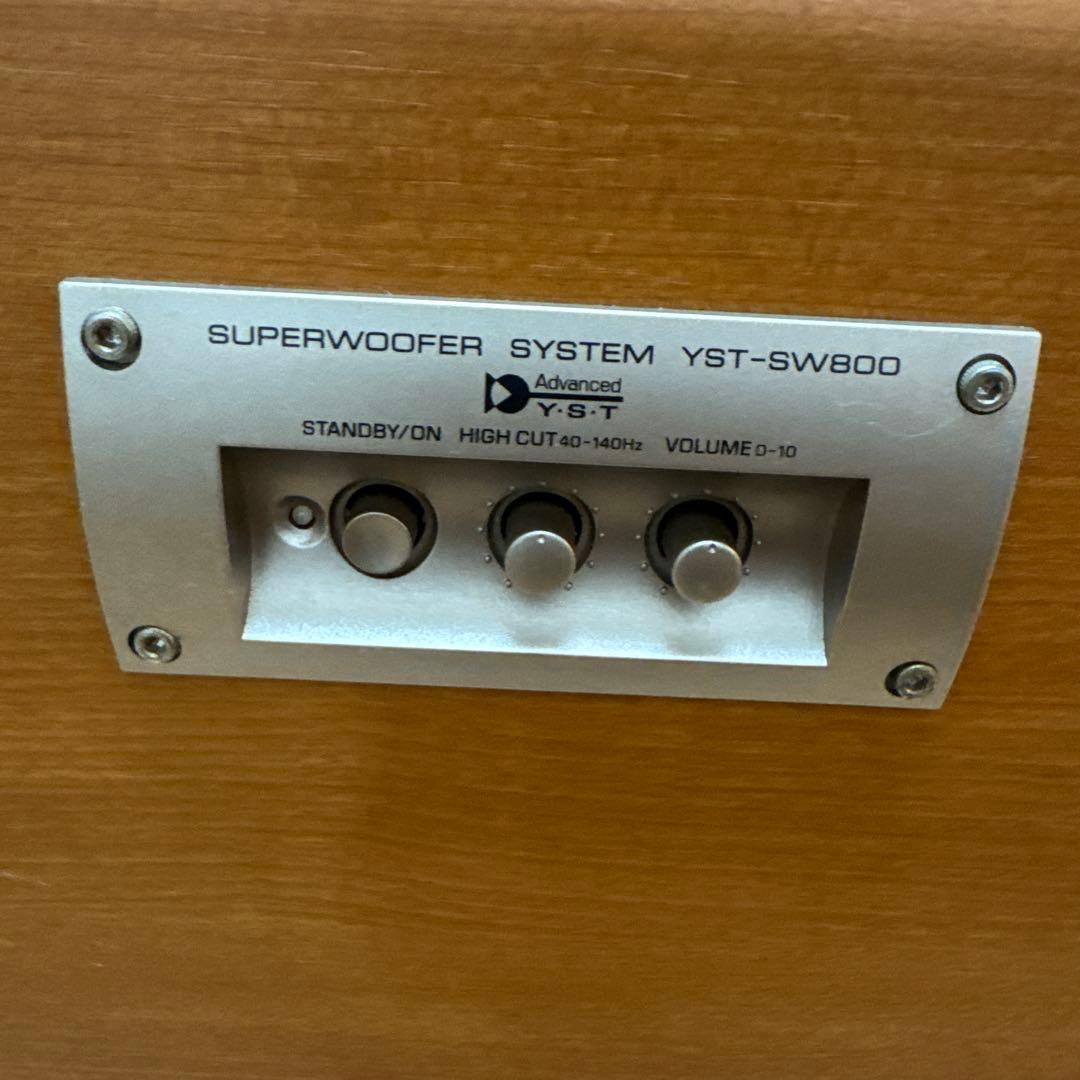 SUPERWOOFER SYSTEM YST-SW800
Advanced
Y·S·T
STANDBY/ON HIGH CUT 40-140Hz VOLUME 0-10